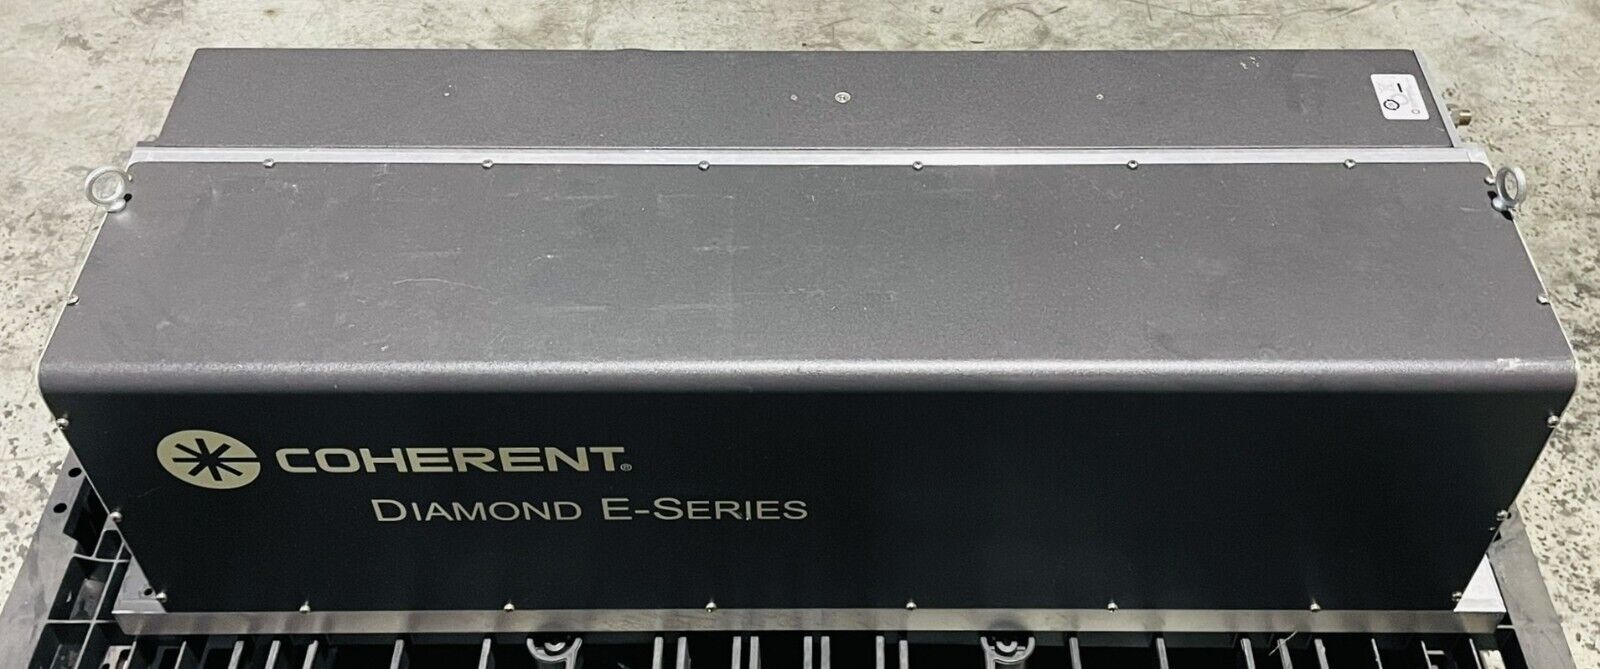 COHERENT®
DIAMOND E-SERIES